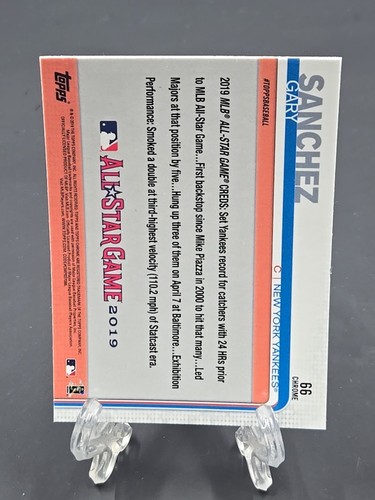 GARY
SANCHEZ
C | NEW YORK YANKEES®
66
CHROME
#TOPPSBASEBALL
2019 MLB® ALL-STAR GAME® CREDS: Set Yankees record for catchers with 24 HRs prior
to MLB All-Star Game...First backstop since Mike Piazza in 2000 to hit that many...Led
Majors at that position by five...Hung up three of them on April 7 at Baltimore...Exhibition
Performance: Smoked a double at third-highest velocity (110.2 mph) of Statcast era.
ALL★STAR GAME 2019
topps